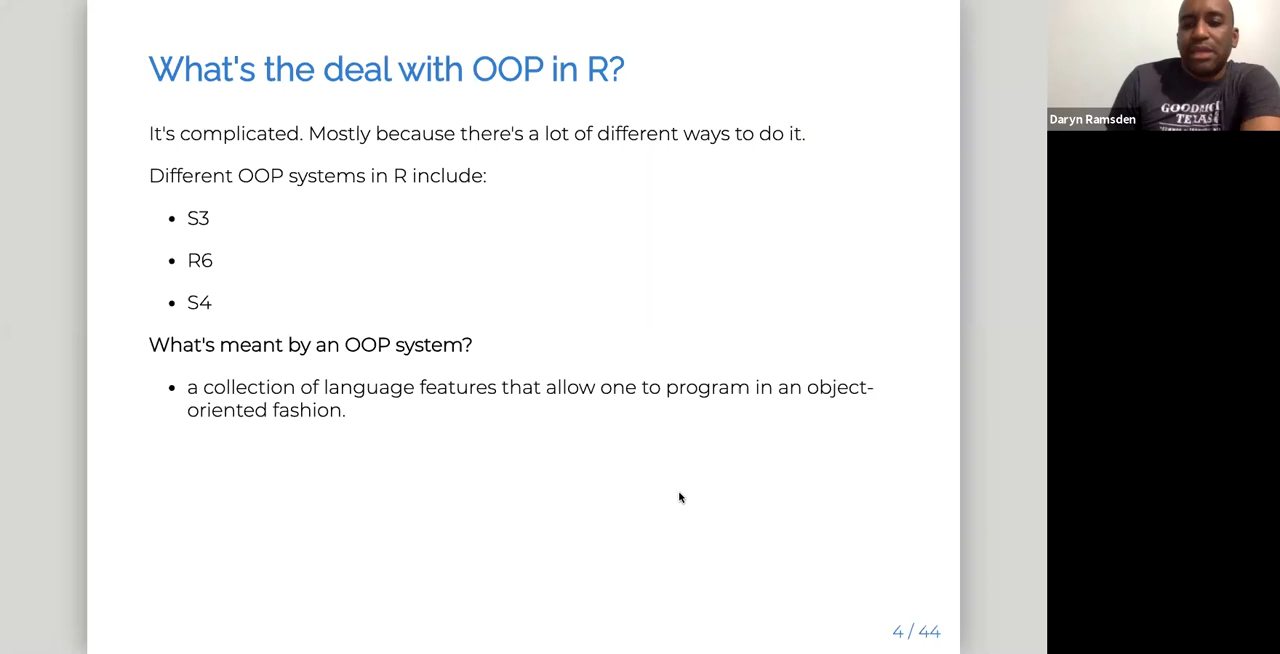 What's the deal with OOP in R?
It's complicated. Mostly because there's a lot of different ways to do it.
Different OOP systems in R include:
• S3
• R6
• S4
What's meant by an OOP system?
• a collection of language features that allow one to program in an object-
oriented fashion.
4 / 44
Daryn Ramsden
TEXAS